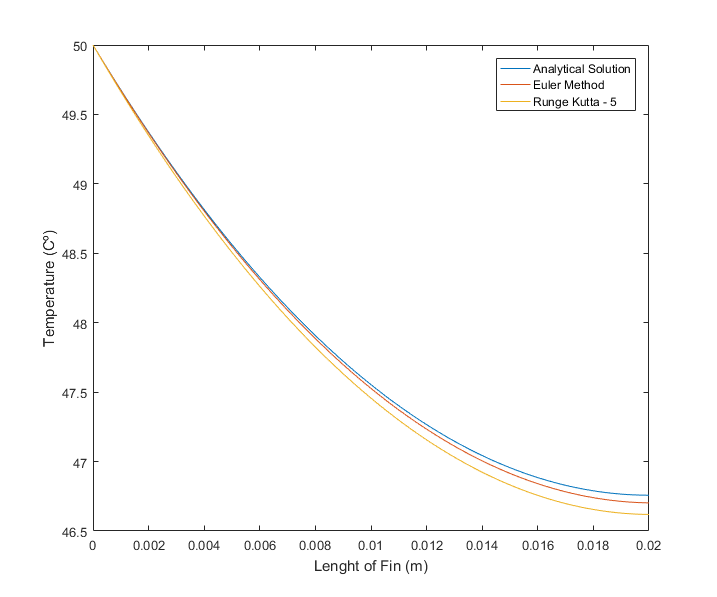 Analytical Solution
Euler Method
Runge Kutta - 5
50
49.5
49
48.5
48
47.5
47
46.5
Temperature (Cº)
0 0.002 0.004 0.006 0.008 0.01 0.012 0.014 0.016 0.018 0.02
Lenght of Fin (m)